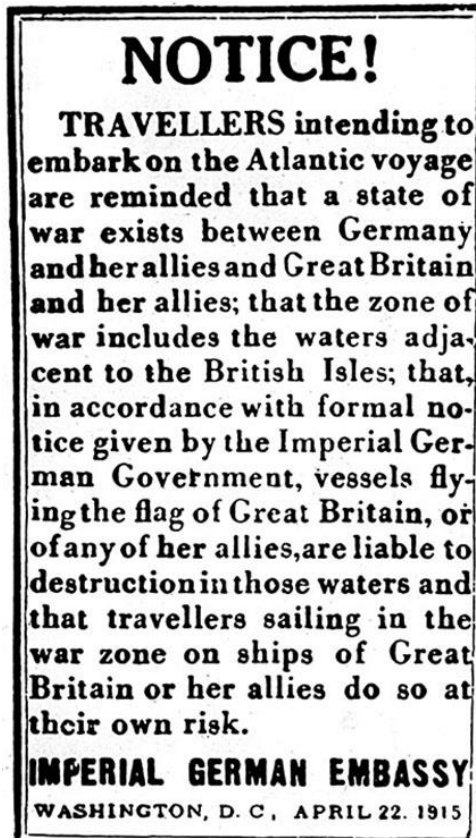 NOTICE!
TRAVELLERS intending to
embark on the Atlantic voyage
are reminded that a state of
war exists between Germany
and her allies and Great Britain
and her allies; that the zone of
war includes the waters adja-
cent to the British Isles; that,
in accordance with formal no-
tice given by the Imperial Ger-
man Government, vessels fly-
ing the flag of Great Britain, or
of any of her allies, are liable to
destruction in those waters and
that travellers sailing in the
war zone on ships of Great
Britain or her allies do so at
their own risk.
IMPERIAL GERMAN EMBASSY
WASHINGTON, D. C., APRIL 22. 1915